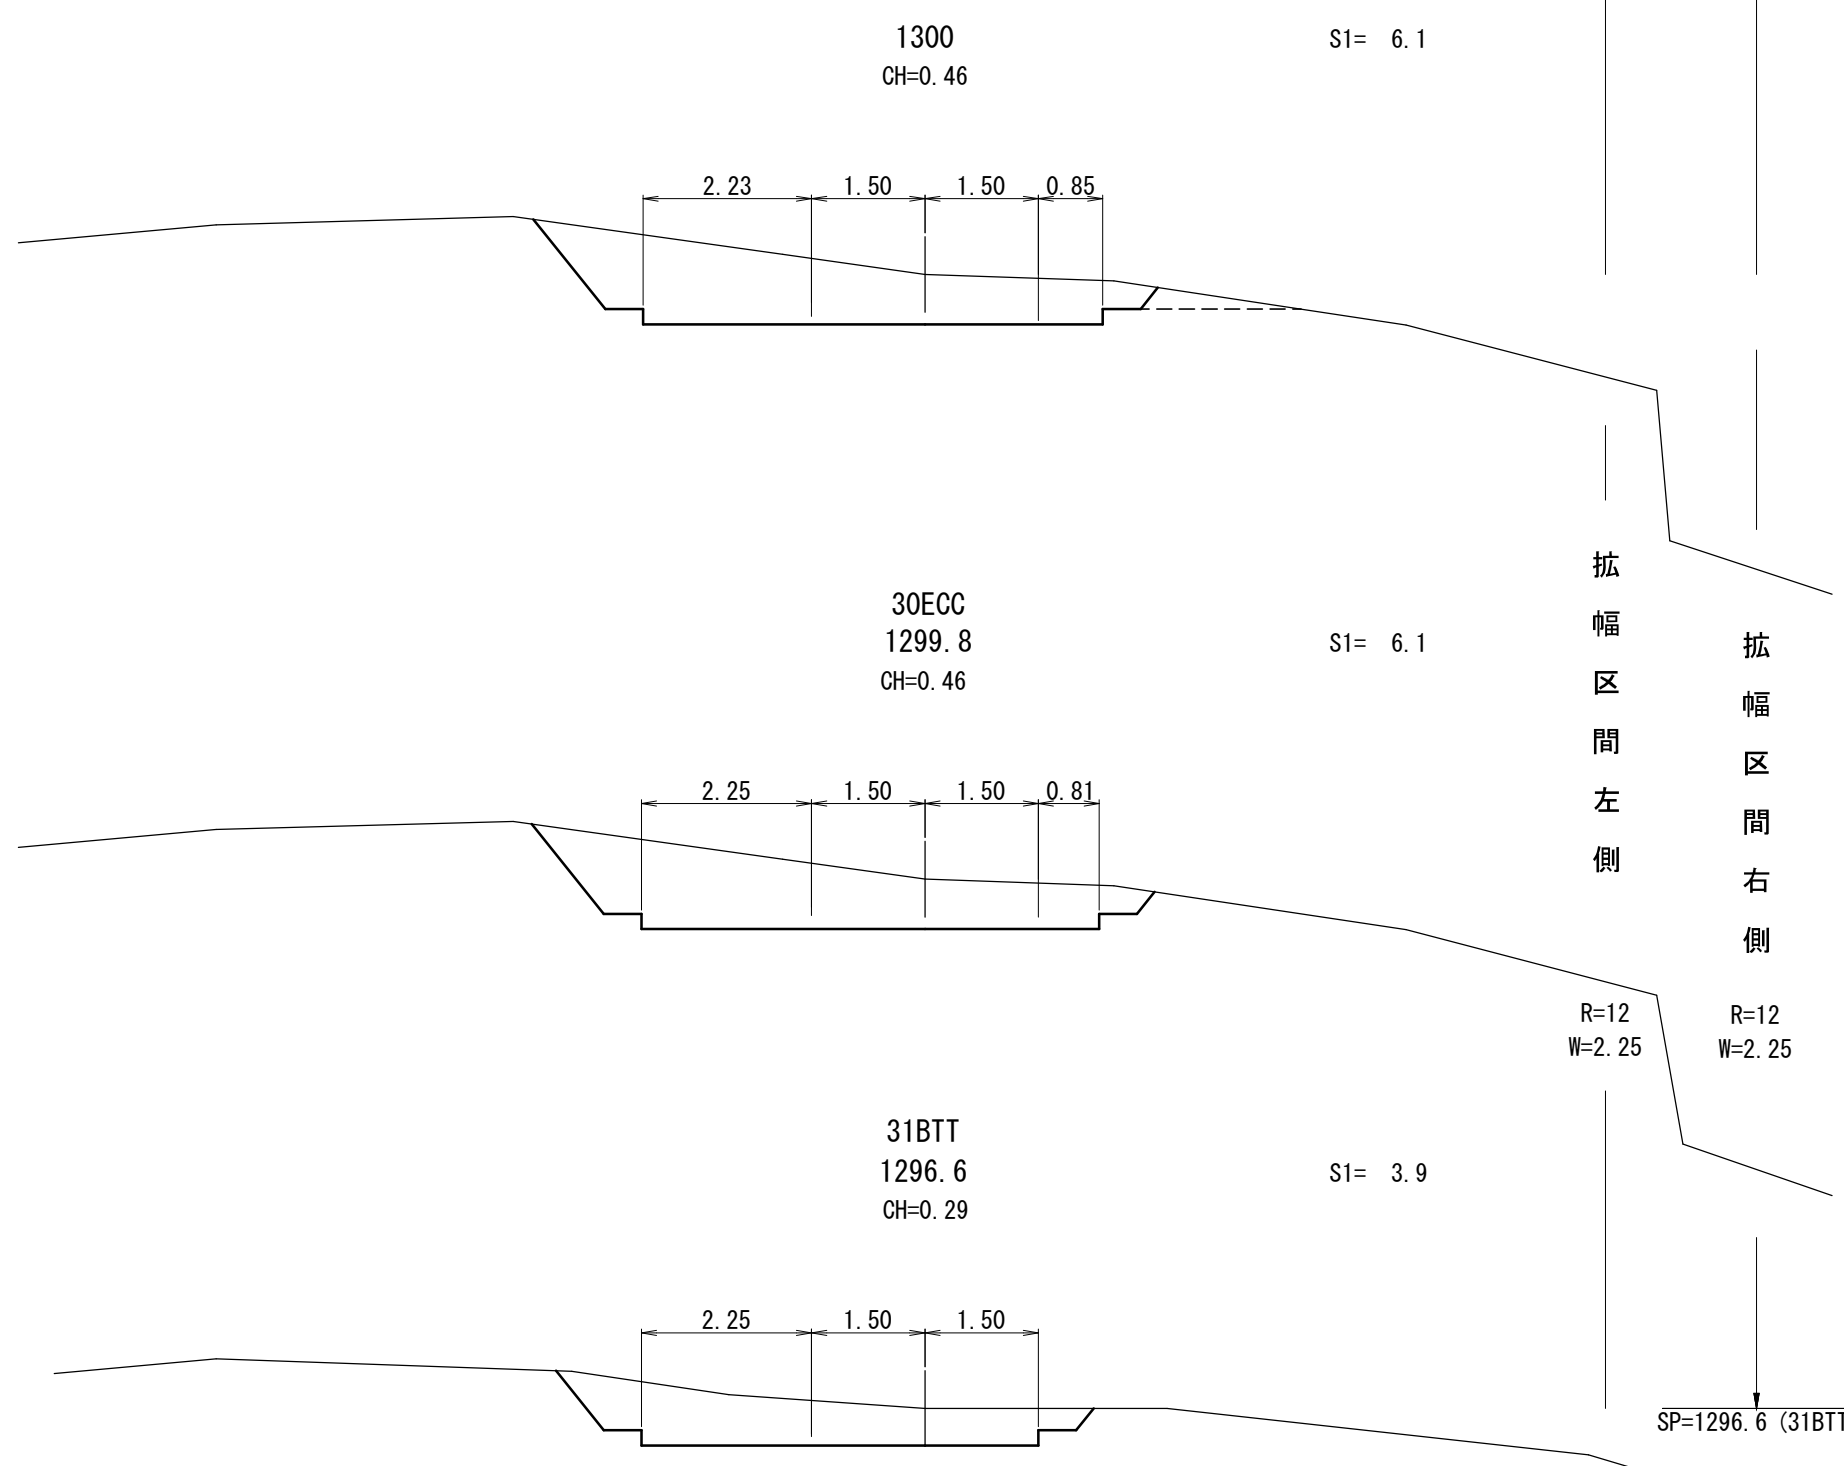 1300
S1= 6.1
CH=0.46
2.23 1.50 1.50 0.85
30ECC
1299.8
S1= 6.1
CH=0.46
2.25 1.50 1.50 0.81
拡幅区間左側
R=12
W=2.25
拡幅区間右側
R=12
W=2.25
31BTT
1296.6
S1= 3.9
CH=0.29
2.25 1.50 1.50
SP=1296.6 (31BTT